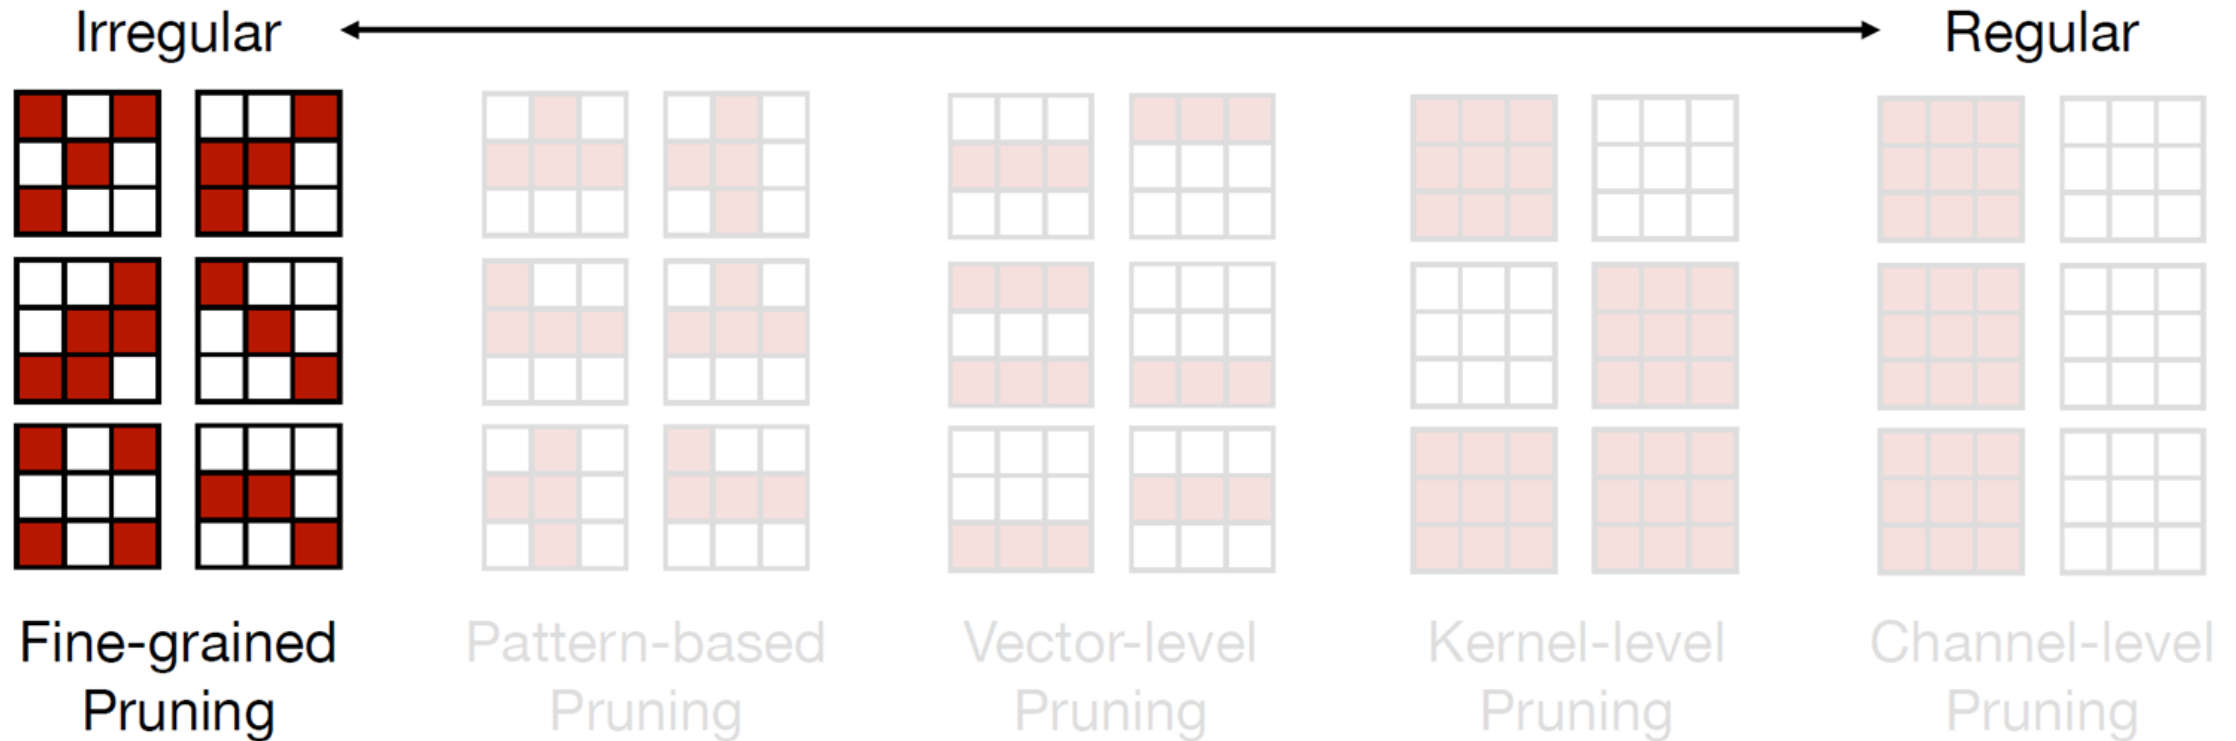 Irregular
Regular
Fine-grained
Pruning
Pattern-based
Pruning
Vector-level
Pruning
Kernel-level
Pruning
Channel-level
Pruning